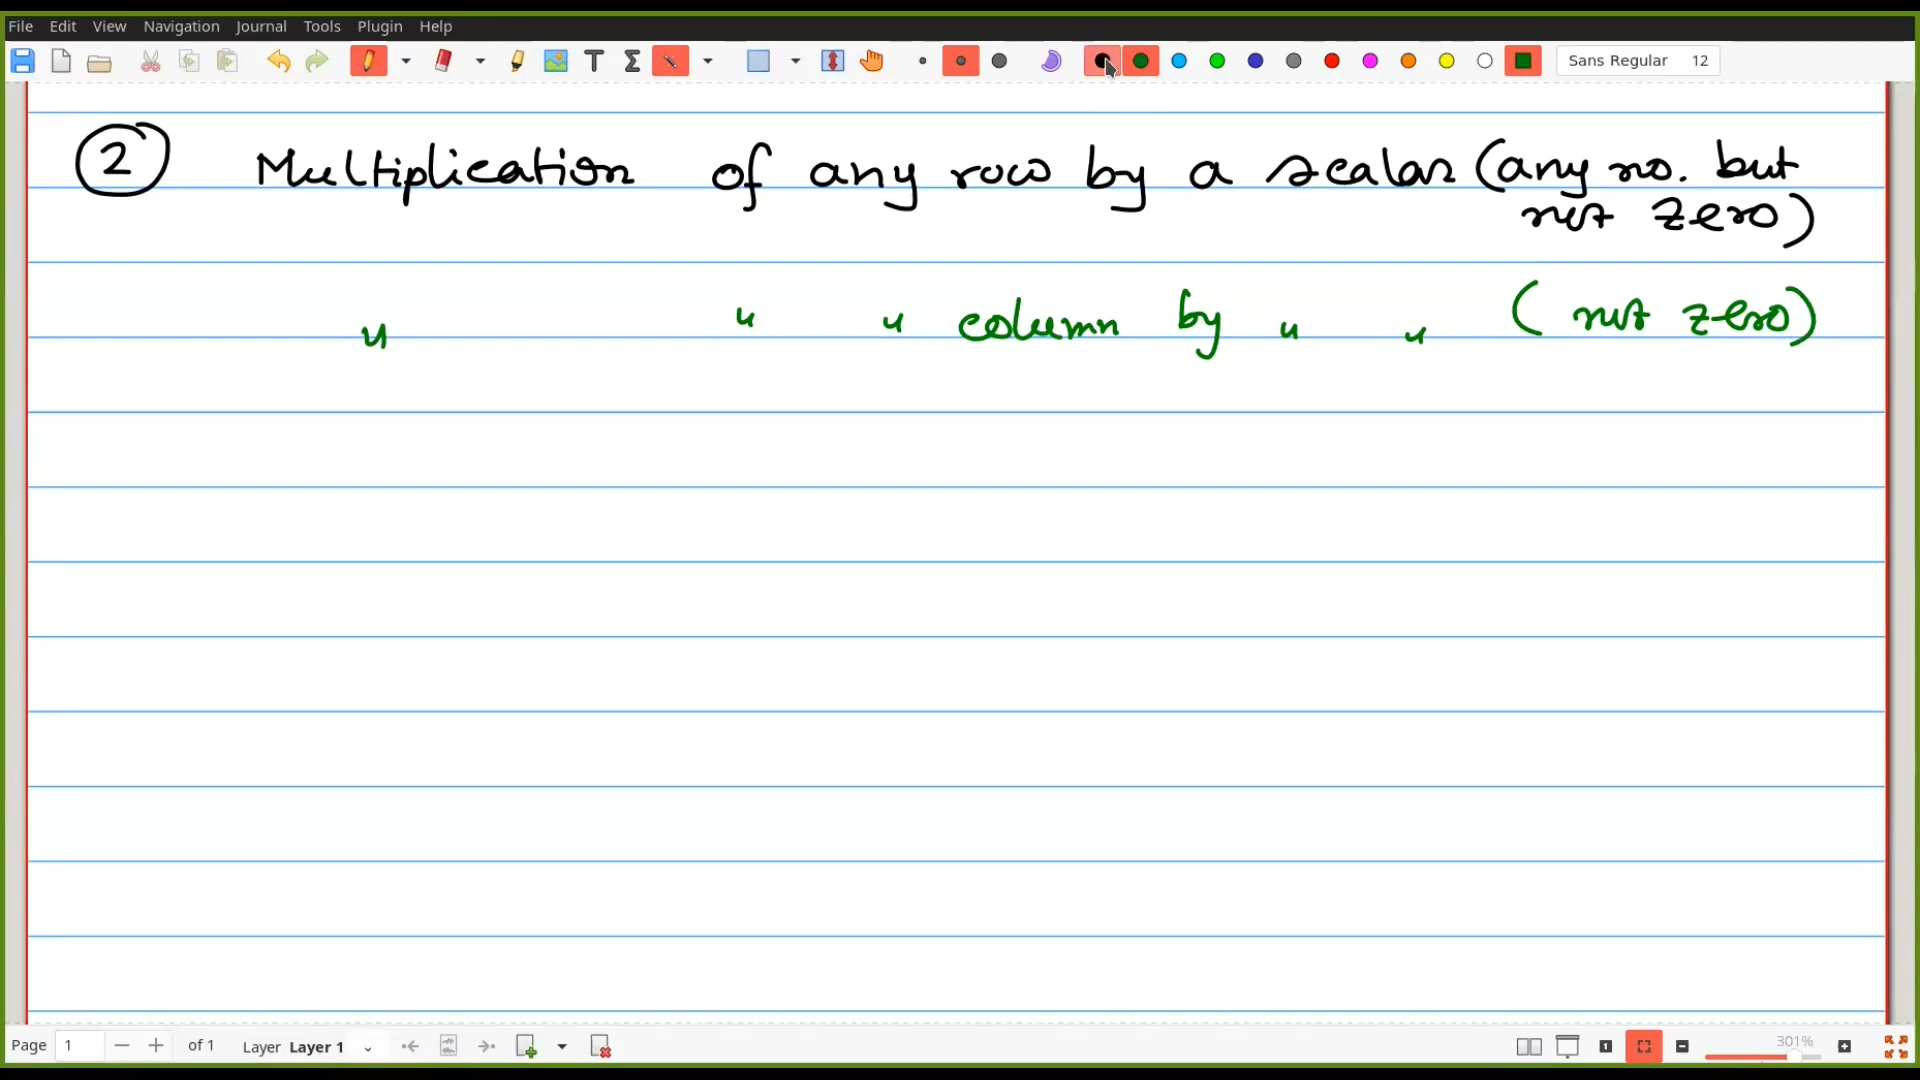 File Edit View Navigation Journal Tools Plugin Help
Sans Regular 12
2 Multiplication of any row by a scalar (any no. but
not zero)
" " " column by " " (not zero)
Page 1 of 1 Layer Layer 1 301%